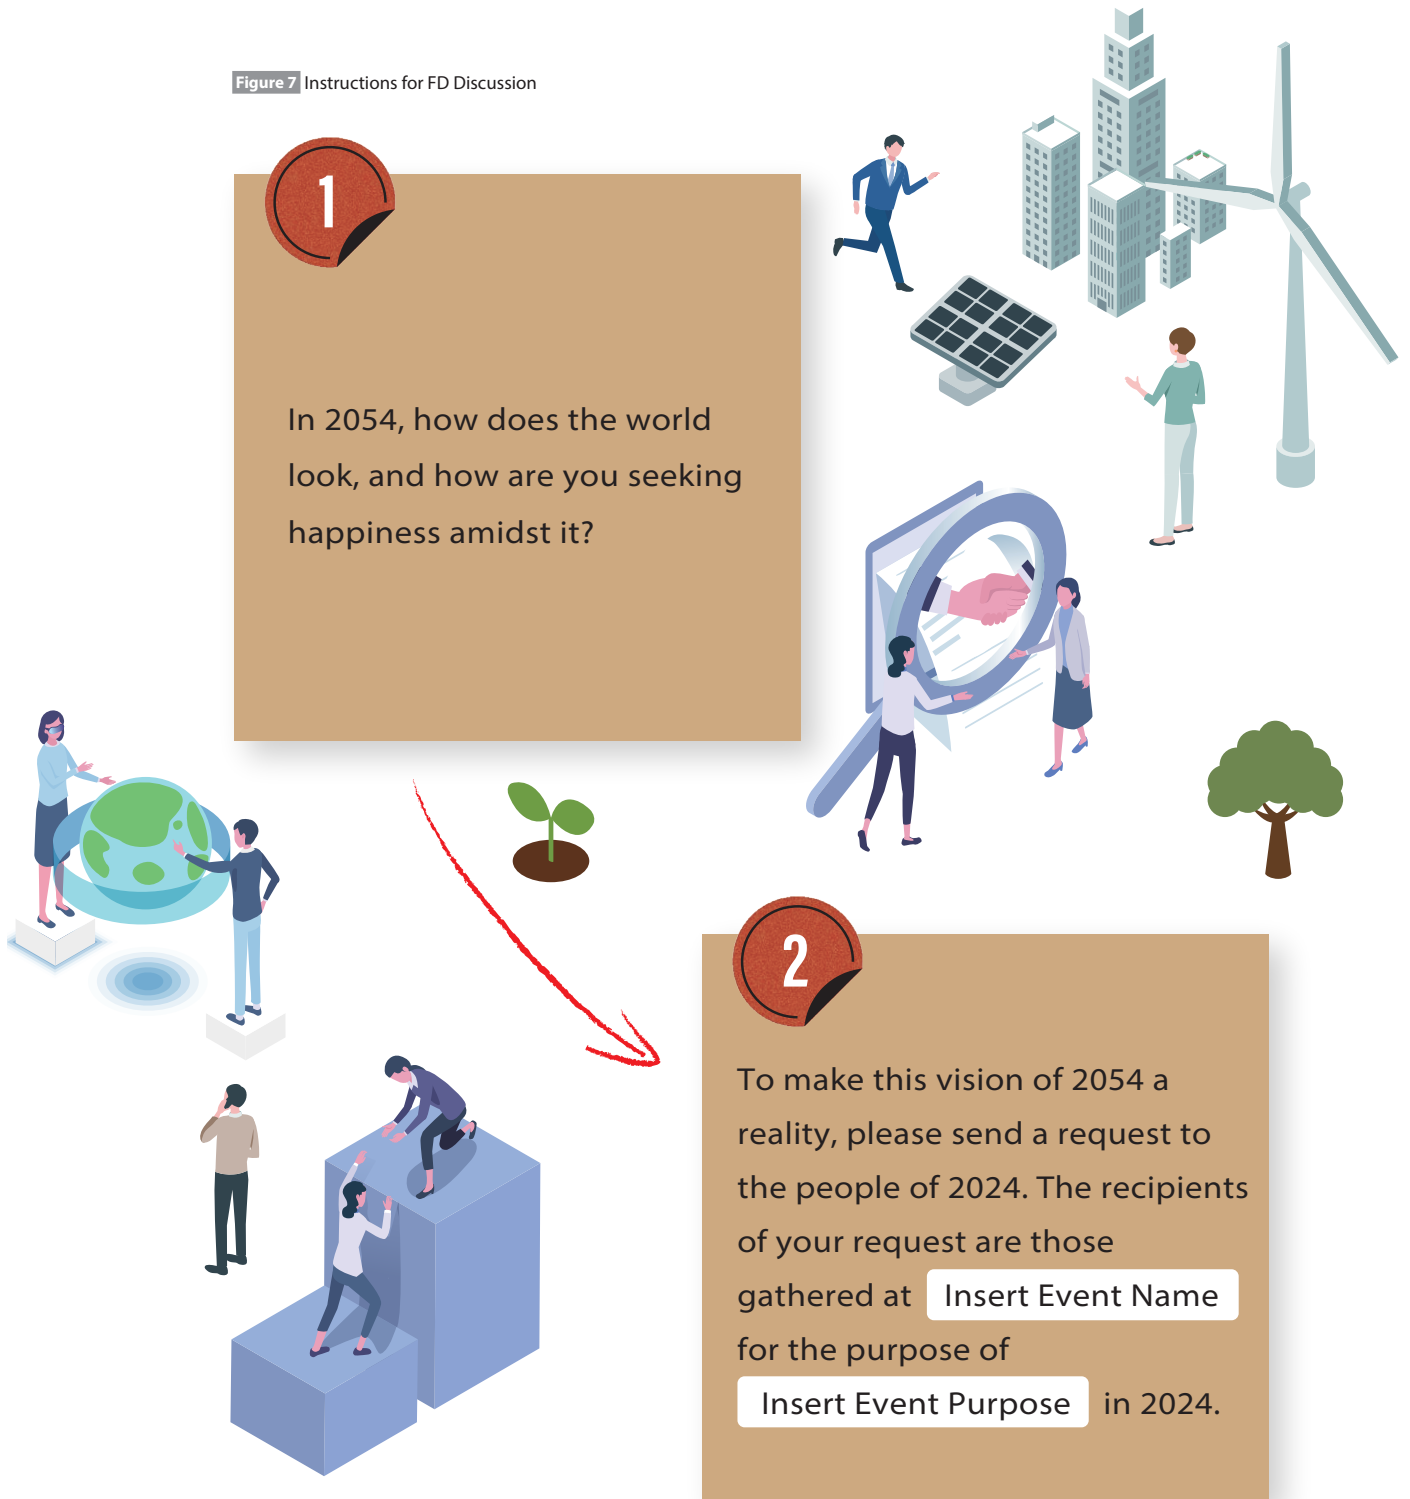 Figure 7 Instructions for FD Discussion
1
In 2054, how does the world
look, and how are you seeking
happiness amidst it?
2
To make this vision of 2054 a
reality, please send a request to
the people of 2024. The recipients
of your request are those
gathered at Insert Event Name
for the purpose of
Insert Event Purpose in 2024.